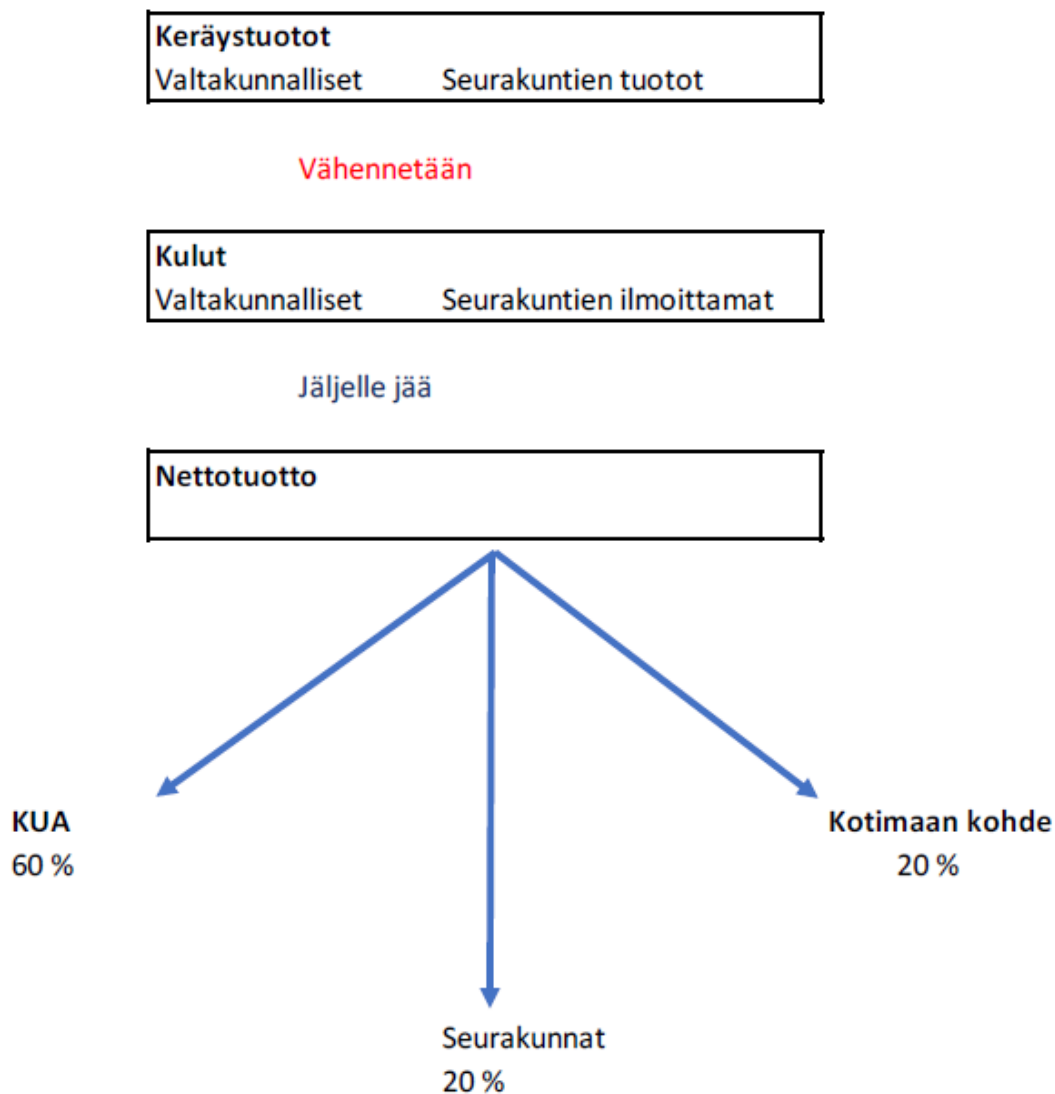 Keräystuotot
Valtakunnalliset Seurakuntien tuotot
Vähennetään
Kulut
Valtakunnalliset Seurakuntien ilmoittamat
Jäljelle jää
Nettotuotto
KUA
60 %
Kotimaan kohde
20 %
Seurakunnat
20 %